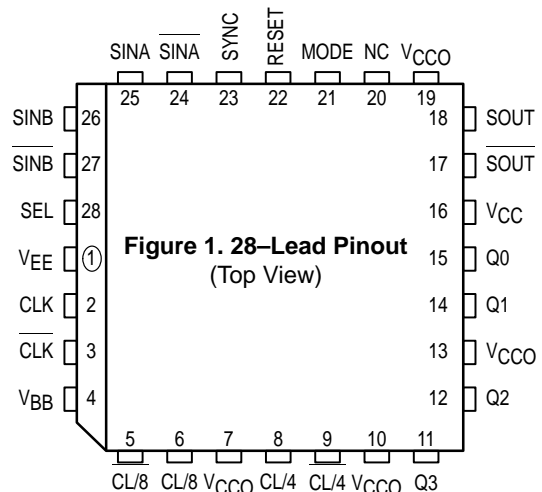 SINA SINA SYNC RESET MODE NC VCCO
25 24 23 22 21 20 19
SINB 26 18 SOUT
SINB 27 17 SOUT
SEL 28 16 VCC
VEE 1 Figure 1. 28–Lead Pinout 15 Q0
(Top View)
CLK 2 14 Q1
CLK 3 13 VCCO
VBB 4 12 Q2
5 6 7 8 9 10 11
CL/8 CL/8 VCCO CL/4 CL/4 VCCO Q3